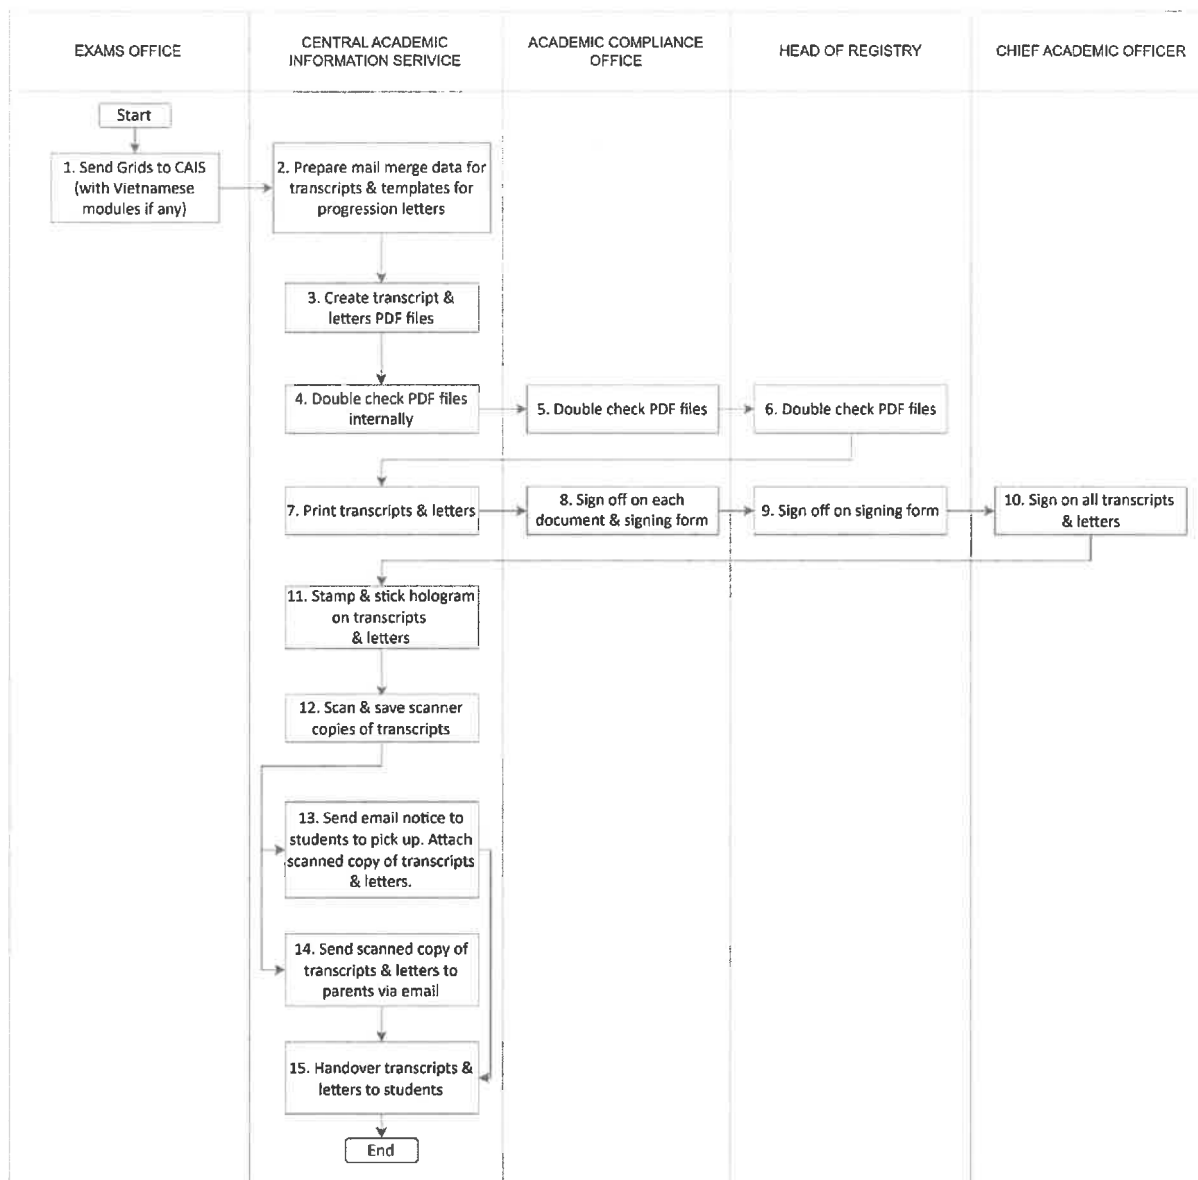 EXAMS OFFICE
CENTRAL ACADEMIC
INFORMATION SERIVICE
ACADEMIC COMPLIANCE
OFFICE
HEAD OF REGISTRY
CHIEF ACADEMIC OFFICER
Start
1. Send Grids to CAIS
(with Vietnamese
modules if any)
2. Prepare mail merge data for
transcripts & templates for
progression letters
3. Create transcript &
letters PDF files
4. Double check PDF files
internally
5. Double check PDF files
6. Double check PDF files
7. Print transcripts & letters
8. Sign off on each
document & signing form
9. Sign off on signing form
10. Sign on all transcripts
& letters
11. Stamp & stick hologram
on transcripts
& letters
12. Scan & save scanner
copies of transcripts
13. Send email notice to
students to pick up. Attach
scanned copy of transcripts
& letters.
14. Send scanned copy of
transcripts & letters to
parents via email
15. Handover transcripts &
letters to students
End